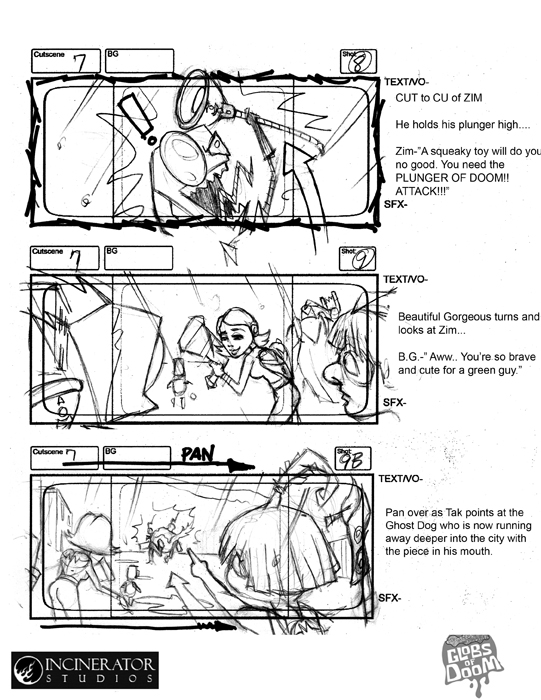 Cutscene 7 BG Shot 8
TEXT/VO-
CUT to CU of ZIM
He holds his plunger high....
Zim-"A squeaky toy will do you
no good. You need the
PLUNGER OF DOOM!!
ATTACK!!!"
SFX-
Cutscene 7 BG Shot 9
TEXT/VO-
Beautiful Gorgeous turns and
looks at Zim...
B.G.-" Aww.. You're so brave
and cute for a green guy."
SFX-
Cutscene 7 BG PAN Shot 9B
TEXT/VO-
Pan over as Tak points at the
Ghost Dog who is now running
away deeper into the city with
the piece in his mouth.
SFX-
INCINERATOR
STUDIOS
GLOBS
OF
DOOM